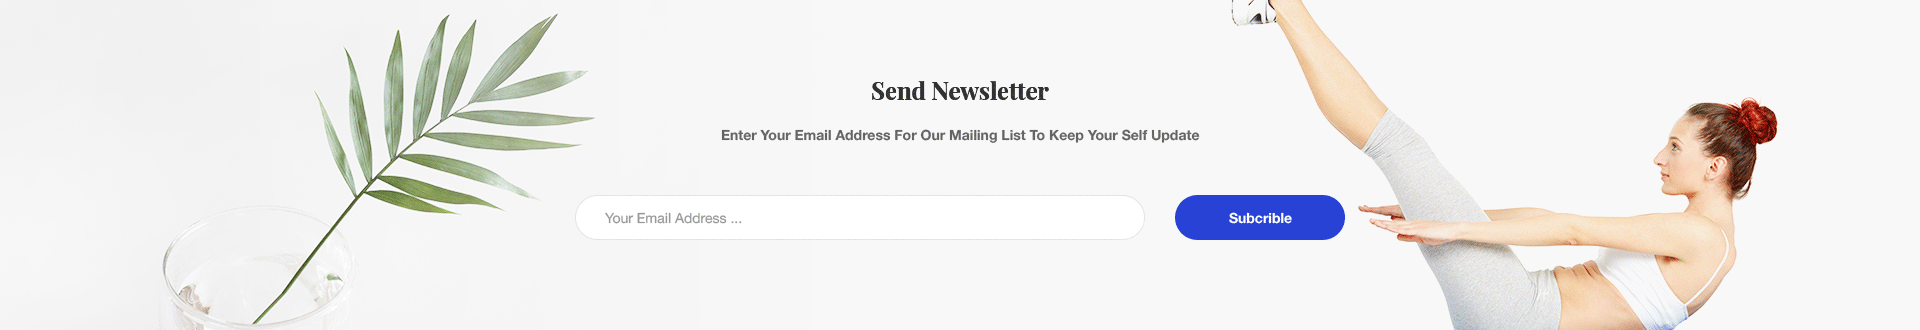 Send Newsletter
Enter Your Email Address For Our Mailing List To Keep Your Self Update
Your Email Address ...
Subcrible